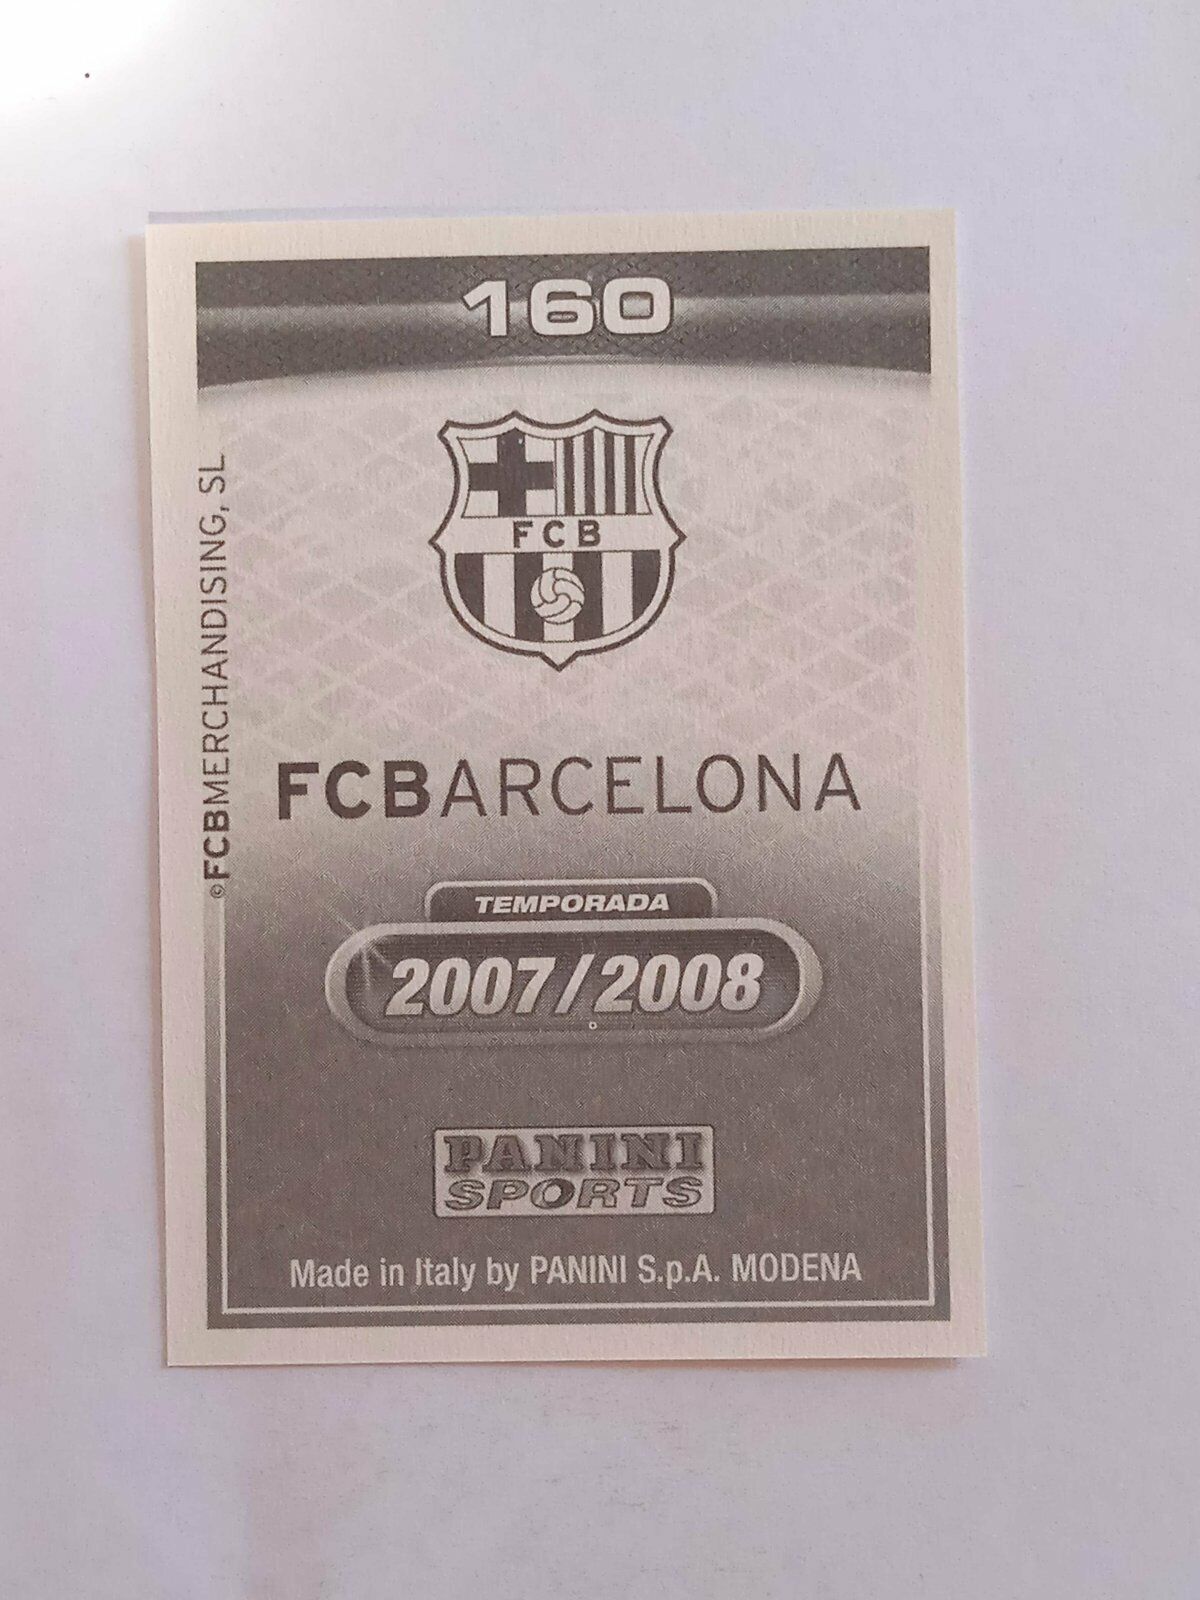 160
FCB
FCBARCELONA
©FCBMERCHANDISING, SL
TEMPORADA
2007/2008
PANINI
SPORTS
Made in Italy by PANINI S.p.A. MODENA